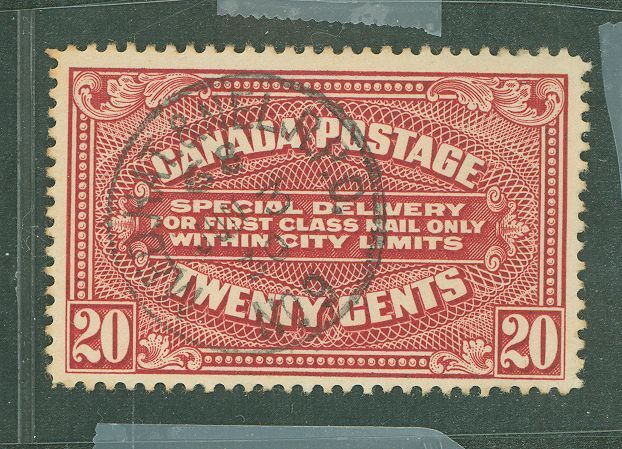 CANADA POSTAGE
SPECIAL DELIVERY
FOR FIRST CLASS MAIL ONLY
WITHIN CITY LIMITS
TWENTY CENTS
20 20